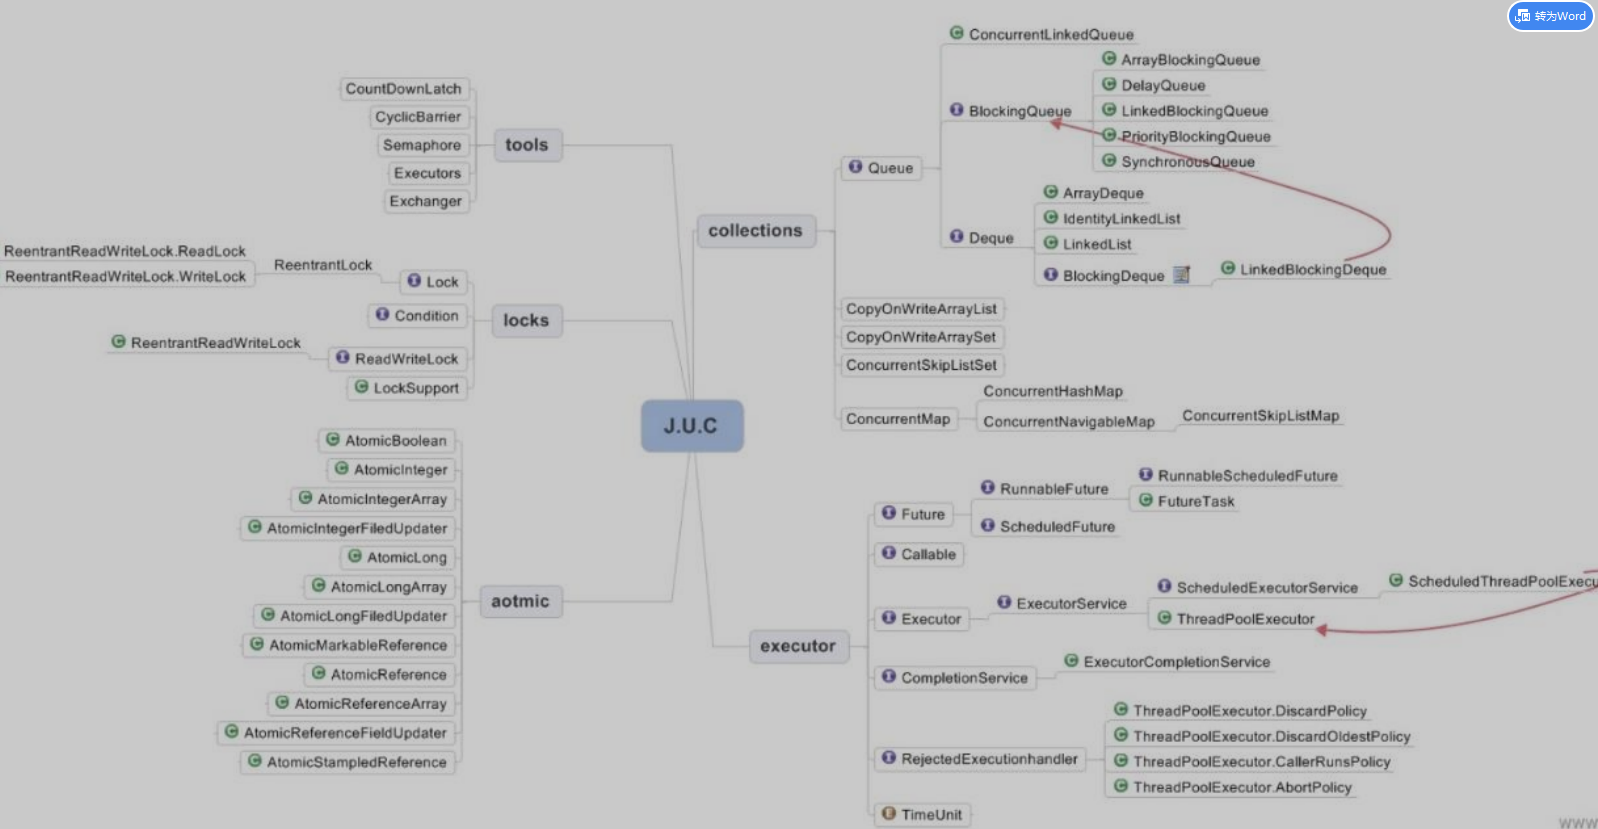 转为Word
J.U.C
tools
CountDownLatch
CyclicBarrier
Semaphore
Executors
Exchanger
locks
Lock
ReentrantLock
ReentrantReadWriteLock.ReadLock
ReentrantReadWriteLock.WriteLock
Condition
ReadWriteLock
ReentrantReadWriteLock
LockSupport
aotmic
AtomicBoolean
AtomicInteger
AtomicIntegerArray
AtomicIntegerFiledUpdater
AtomicLong
AtomicLongArray
AtomicLongFiledUpdater
AtomicMarkableReference
AtomicReference
AtomicReferenceArray
AtomicReferenceFieldUpdater
AtomicStampledReference
collections
Queue
ConcurrentLinkedQueue
BlockingQueue
ArrayBlockingQueue
DelayQueue
LinkedBlockingQueue
PriorityBlockingQueue
SynchronousQueue
Deque
ArrayDeque
IdentityLinkedList
LinkedList
BlockingDeque
LinkedBlockingDeque
CopyOnWriteArrayList
CopyOnWriteArraySet
ConcurrentSkipListSet
ConcurrentMap
ConcurrentHashMap
ConcurrentNavigableMap
ConcurrentSkipListMap
executor
Future
RunnableFuture
RunnableScheduledFuture
FutureTask
ScheduledFuture
Callable
Executor
ExecutorService
ScheduledExecutorService
ScheduledThreadPoolExecu
ThreadPoolExecutor
CompletionService
ExecutorCompletionService
RejectedExecutionhandler
ThreadPoolExecutor.DiscardPolicy
ThreadPoolExecutor.DiscardOldestPolicy
ThreadPoolExecutor.CallerRunsPolicy
ThreadPoolExecutor.AbortPolicy
TimeUnit
www